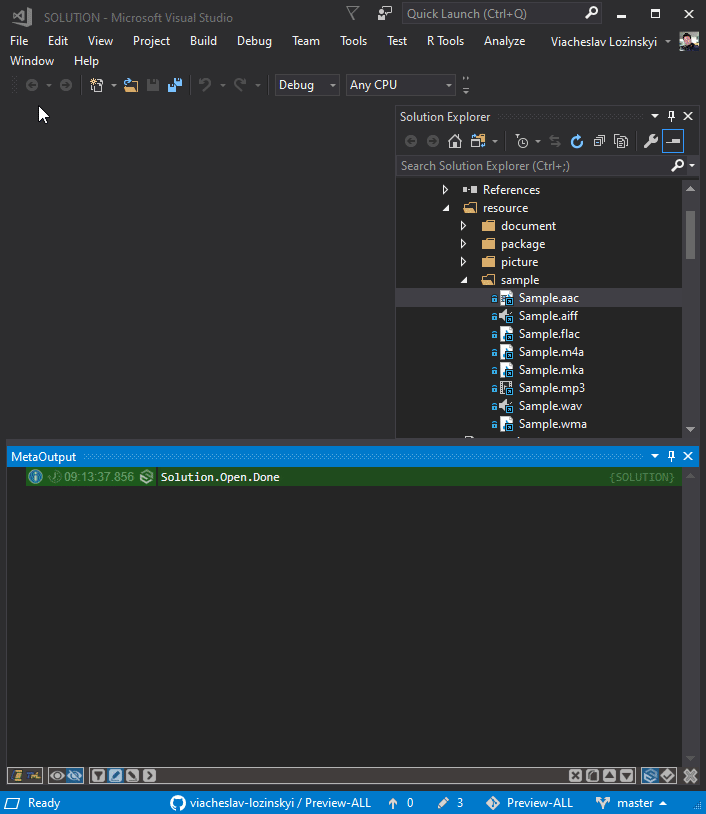 SOLUTION - Microsoft Visual Studio
Quick Launch (Ctrl+Q)
File Edit View Project Build Debug Team Tools Test R Tools Analyze Viacheslav Lozinskyi
Window Help
Debug Any CPU
Solution Explorer
Search Solution Explorer (Ctrl+;)
References
resource
document
package
picture
sample
Sample.aac
Sample.aiff
Sample.flac
Sample.m4a
Sample.mka
Sample.mp3
Sample.wav
Sample.wma
MetaOutput
09:13:37.856 Solution.Open.Done {SOLUTION}
Ready viacheslav-lozinskyi / Preview-ALL 0 3 Preview-ALL master